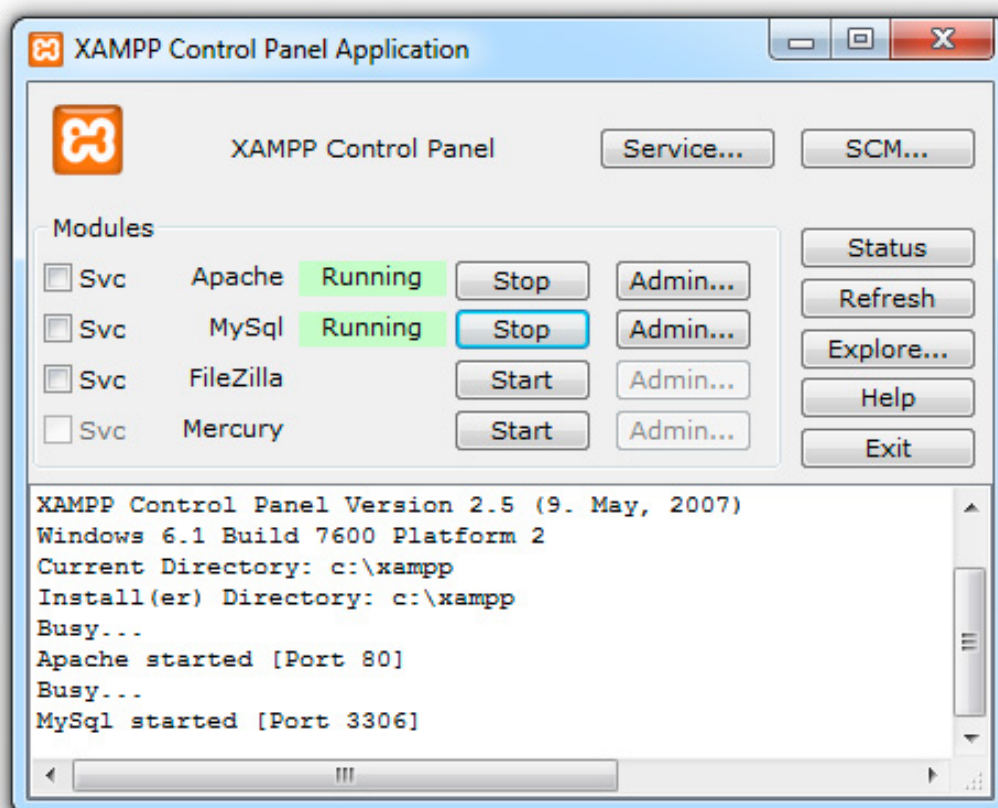 XAMPP Control Panel Application
XAMPP Control Panel Service... SCM...
Modules
Svc Apache Running Stop Admin...
Svc MySql Running Stop Admin...
Svc FileZilla Start Admin...
Svc Mercury Start Admin...
Status
Refresh
Explore...
Help
Exit
XAMPP Control Panel Version 2.5 (9. May, 2007)
Windows 6.1 Build 7600 Platform 2
Current Directory: c:\xampp
Install(er) Directory: c:\xampp
Busy...
Apache started [Port 80]
Busy...
MySql started [Port 3306]